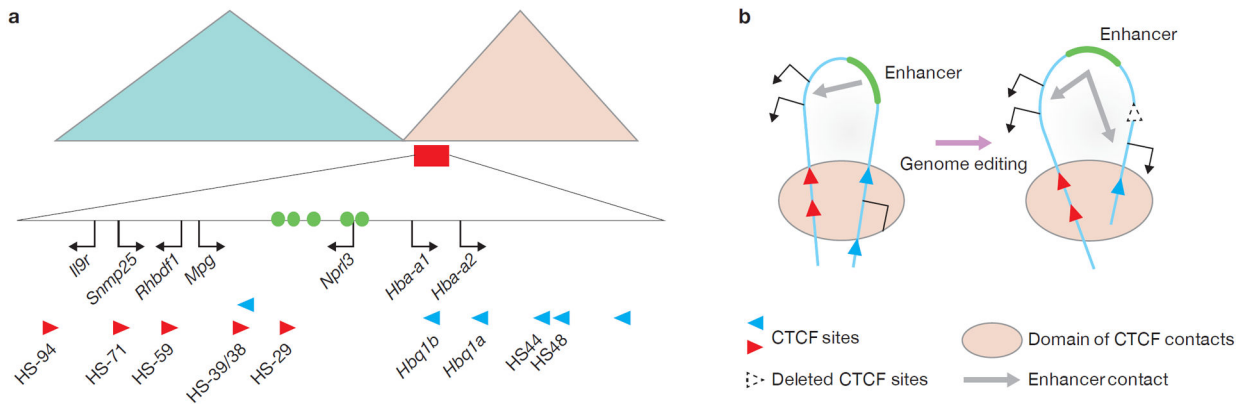 a
Il9r
Snmp25
Rhbdf1
Mpg
Nprl3
Hba-a1
Hba-a2
HS-94
HS-71
HS-59
HS-39/38
HS-29
Hbq1b
Hbq1a
HS44
HS48
b
Enhancer
Enhancer
Genome editing
CTCF sites
Deleted CTCF sites
Domain of CTCF contacts
Enhancer contact